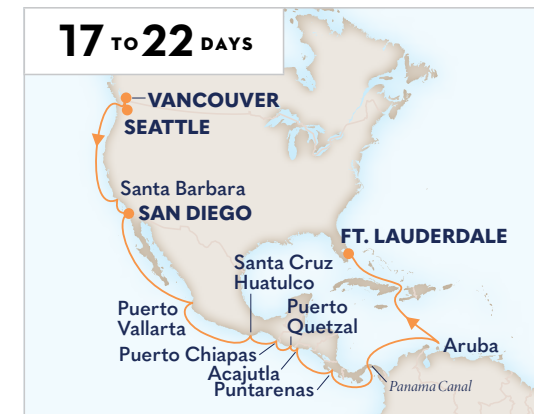 17 TO 22 DAYS
VANCOUVER
SEATTLE
Santa Barbara
SAN DIEGO
FT. LAUDERDALE
Santa Cruz
Huatulco
Puerto
Quetzal
Puerto
Vallarta
Puerto Chiapas
Acajutla
Puntarenas
Aruba
Panama Canal